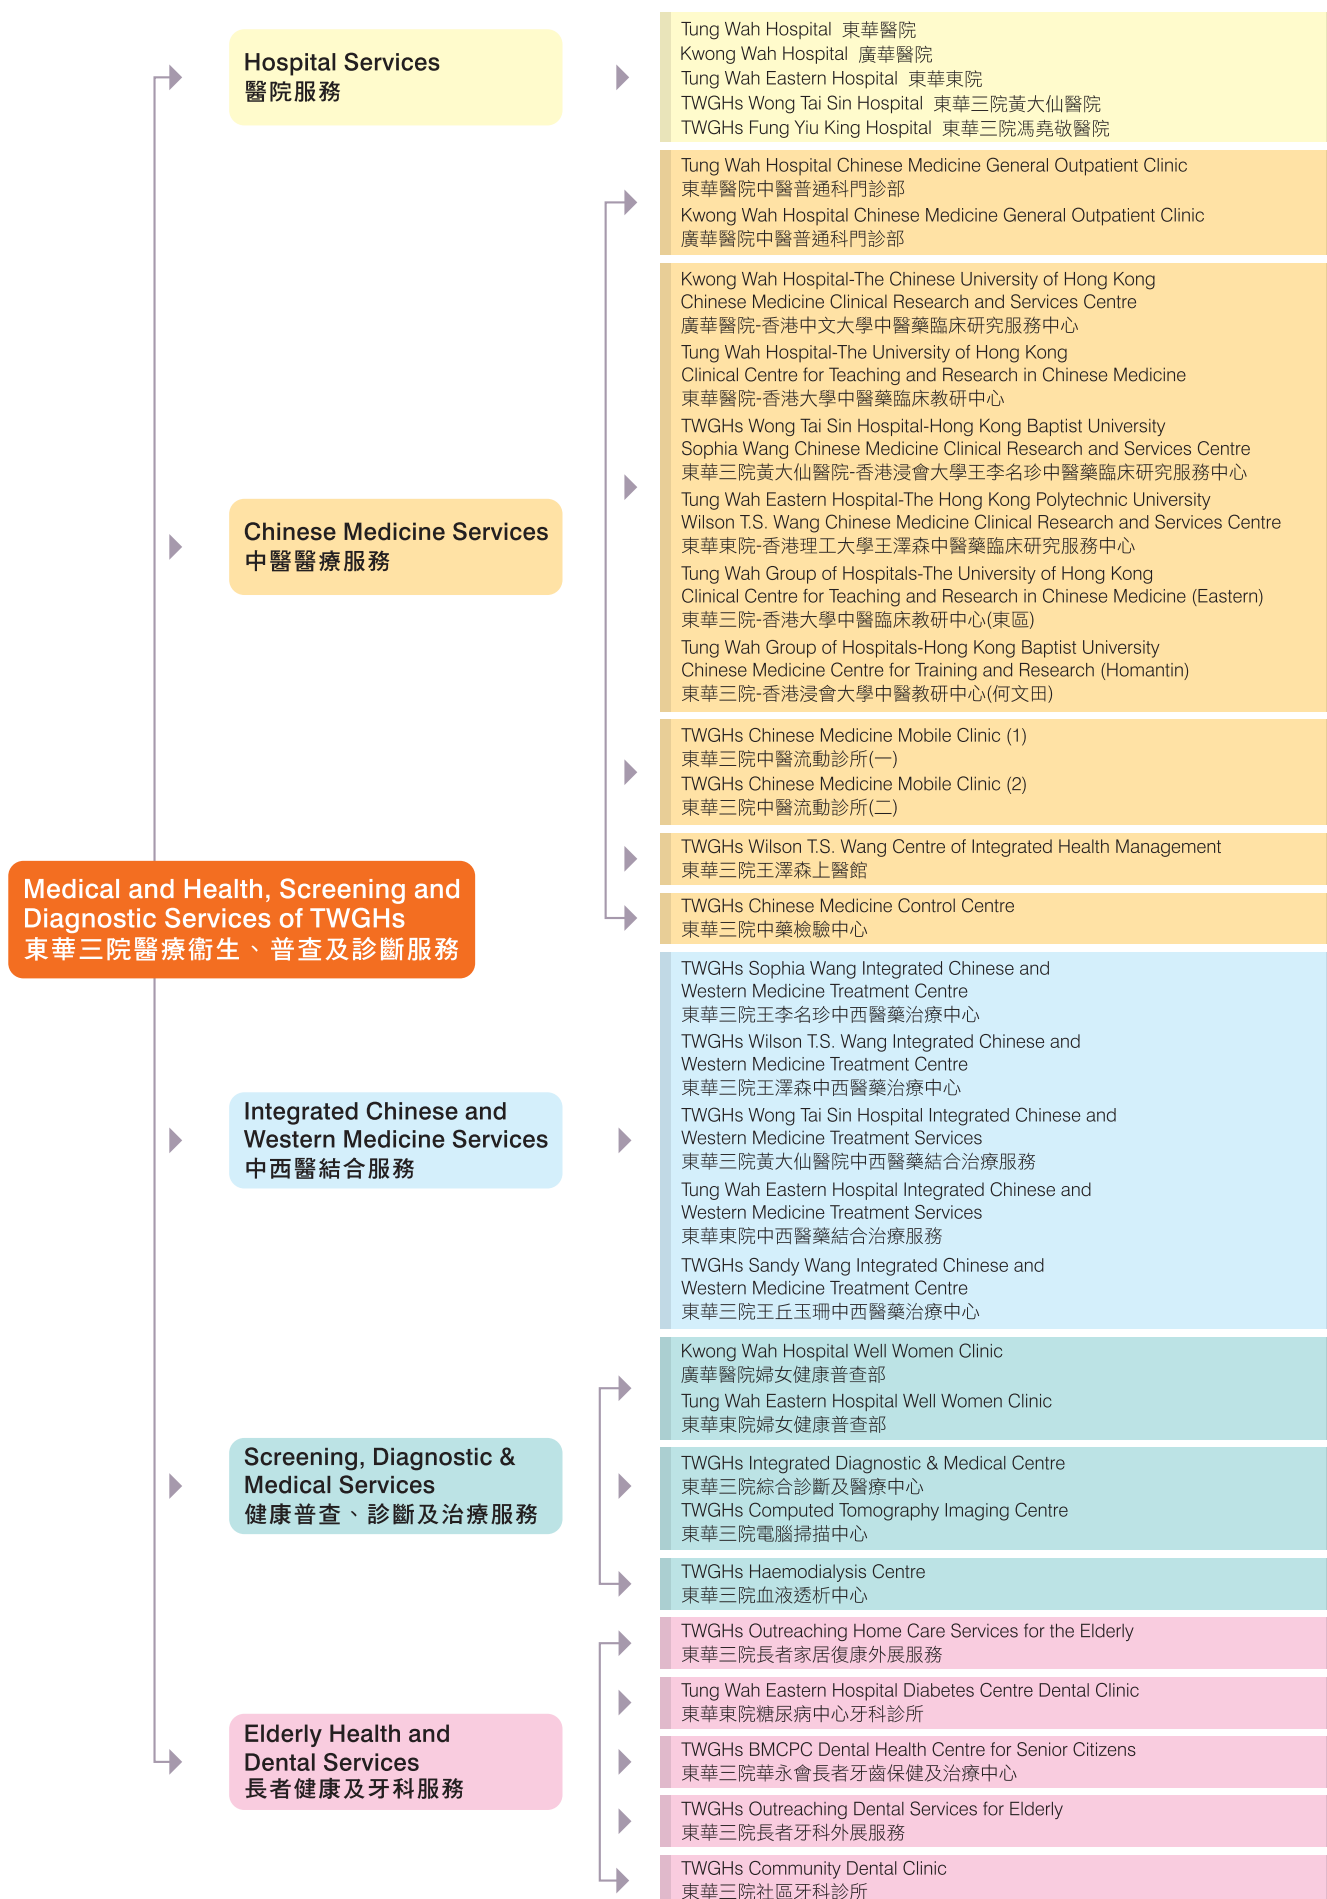 Medical and Health, Screening and
Diagnostic Services of TWGHs
東華三院醫療衞生、普查及診斷服務
Hospital Services
醫院服務
Tung Wah Hospital 東華醫院
Kwong Wah Hospital 廣華醫院
Tung Wah Eastern Hospital 東華東院
TWGHs Wong Tai Sin Hospital 東華三院黃大仙醫院
TWGHs Fung Yiu King Hospital 東華三院馮堯敬醫院
Chinese Medicine Services
中醫醫療服務
Tung Wah Hospital Chinese Medicine General Outpatient Clinic
東華醫院中醫普通科門診部
Kwong Wah Hospital Chinese Medicine General Outpatient Clinic
廣華醫院中醫普通科門診部
Kwong Wah Hospital-The Chinese University of Hong Kong
Chinese Medicine Clinical Research and Services Centre
廣華醫院-香港中文大學中醫藥臨床研究服務中心
Tung Wah Hospital-The University of Hong Kong
Clinical Centre for Teaching and Research in Chinese Medicine
東華醫院-香港大學中醫藥臨床教研中心
TWGHs Wong Tai Sin Hospital-Hong Kong Baptist University
Sophia Wang Chinese Medicine Clinical Research and Services Centre
東華三院黃大仙醫院-香港浸會大學王李名珍中醫藥臨床研究服務中心
Tung Wah Eastern Hospital-The Hong Kong Polytechnic University
Wilson T.S. Wang Chinese Medicine Clinical Research and Services Centre
東華東院-香港理工大學王澤森中醫藥臨床研究服務中心
Tung Wah Group of Hospitals-The University of Hong Kong
Clinical Centre for Teaching and Research in Chinese Medicine (Eastern)
東華三院-香港大學中醫臨床教研中心(東區)
Tung Wah Group of Hospitals-Hong Kong Baptist University
Chinese Medicine Centre for Training and Research (Homantin)
東華三院-香港浸會大學中醫教研中心(何文田)
TWGHs Chinese Medicine Mobile Clinic (1)
東華三院中醫流動診所(一)
TWGHs Chinese Medicine Mobile Clinic (2)
東華三院中醫流動診所(二)
TWGHs Wilson T.S. Wang Centre of Integrated Health Management
東華三院王澤森上醫館
TWGHs Chinese Medicine Control Centre
東華三院中藥檢驗中心
Integrated Chinese and
Western Medicine Services
中西醫結合服務
TWGHs Sophia Wang Integrated Chinese and
Western Medicine Treatment Centre
東華三院王李名珍中西醫藥治療中心
TWGHs Wilson T.S. Wang Integrated Chinese and
Western Medicine Treatment Centre
東華三院王澤森中西醫藥治療中心
TWGHs Wong Tai Sin Hospital Integrated Chinese and
Western Medicine Treatment Services
東華三院黃大仙醫院中西醫藥結合治療服務
Tung Wah Eastern Hospital Integrated Chinese and
Western Medicine Treatment Services
東華東院中西醫藥結合治療服務
TWGHs Sandy Wang Integrated Chinese and
Western Medicine Treatment Centre
東華三院王丘玉珊中西醫藥治療中心
Screening, Diagnostic &
Medical Services
健康普查、診斷及治療服務
Kwong Wah Hospital Well Women Clinic
廣華醫院婦女健康普查部
Tung Wah Eastern Hospital Well Women Clinic
東華東院婦女健康普查部
TWGHs Integrated Diagnostic & Medical Centre
東華三院綜合診斷及醫療中心
TWGHs Computed Tomography Imaging Centre
東華三院電腦掃描中心
TWGHs Haemodialysis Centre
東華三院血液透析中心
Elderly Health and
Dental Services
長者健康及牙科服務
TWGHs Outreaching Home Care Services for the Elderly
東華三院長者家居復康外展服務
Tung Wah Eastern Hospital Diabetes Centre Dental Clinic
東華東院糖尿病中心牙科診所
TWGHs BMCPC Dental Health Centre for Senior Citizens
東華三院華永會長者牙齒保健及治療中心
TWGHs Outreaching Dental Services for Elderly
東華三院長者牙科外展服務
TWGHs Community Dental Clinic
東華三院社區牙科診所